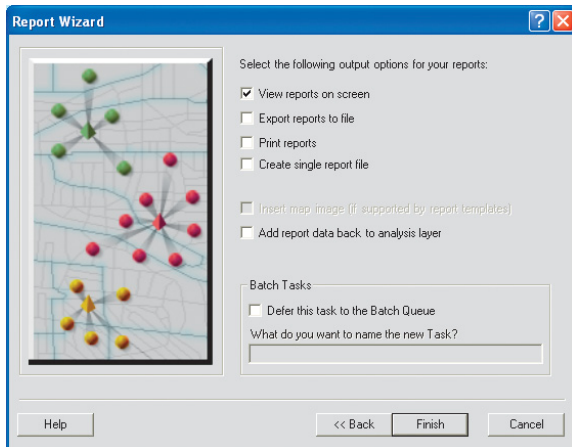 Report Wizard
Select the following output options for your reports:
View reports on screen
Export reports to file
Print reports
Create single report file
Insert map image (if supported by report templates)
Add report data back to analysis layer
Batch Tasks
Defer this task to the Batch Queue
What do you want to name the new Task?
Help
<< Back
Finish
Cancel